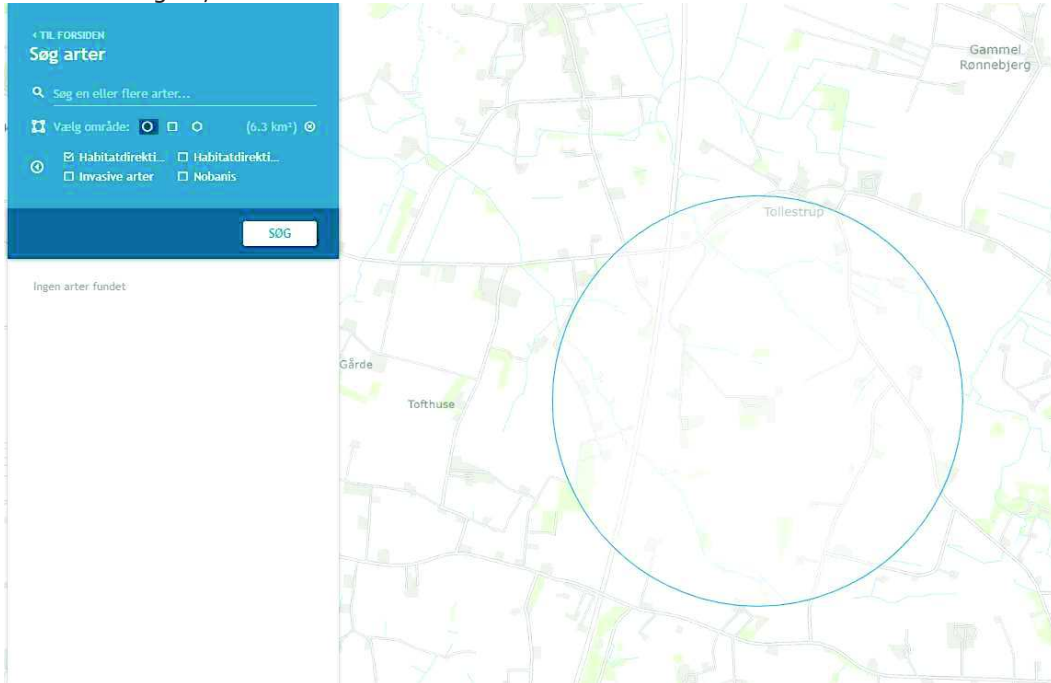 ‹ TIL FORSIDEN
Søg arter
Søg en eller flere arter...
Vælg område: (6.3 km²)
Habitatdirekti... Habitatdirekti...
Invasive arter Nobanis
SØG
Ingen arter fundet
Gammel
Rønnebjerg
Tollestrup
Gårde
Tofthuse